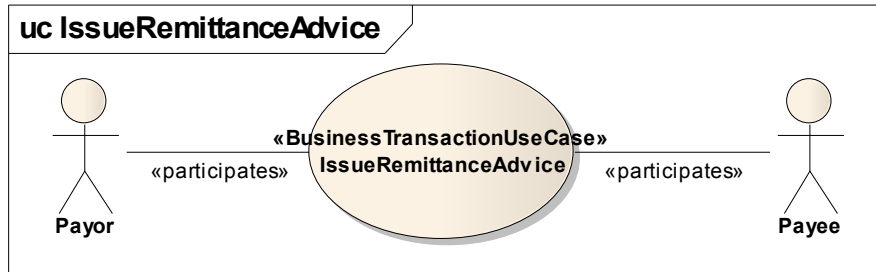 uc IssueRemittanceAdvice
«BusinessTransactionUseCase»
IssueRemittanceAdvice
«participates»
«participates»
Payor
Payee